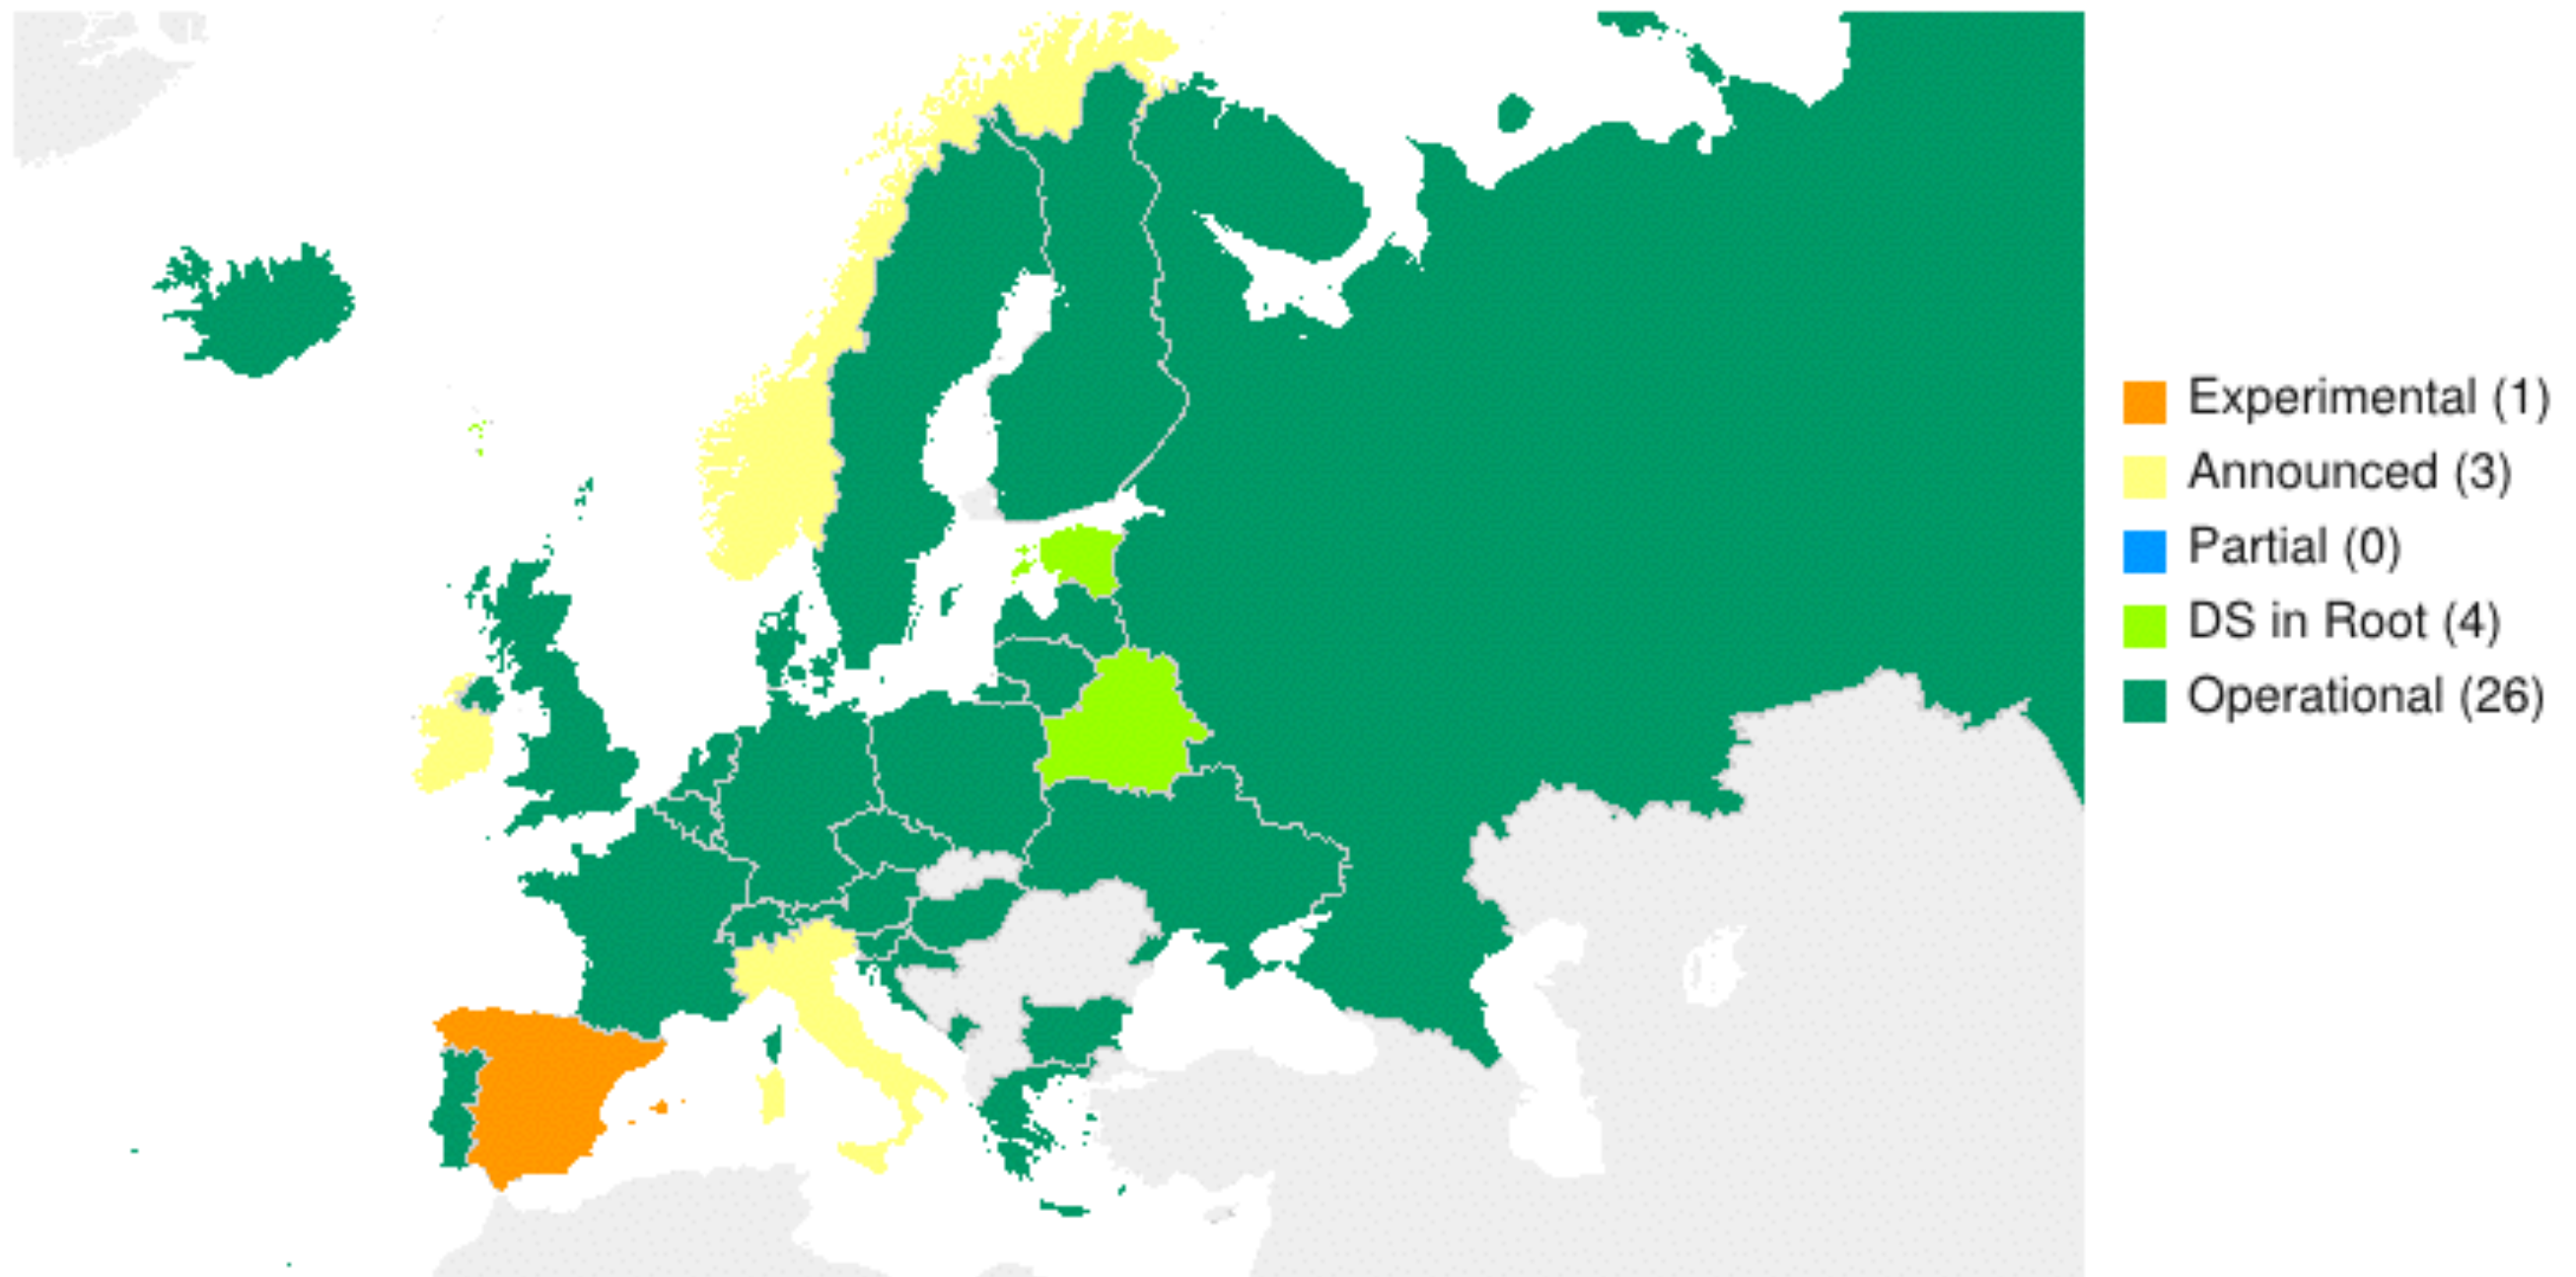 Experimental (1)
Announced (3)
Partial (0)
DS in Root (4)
Operational (26)